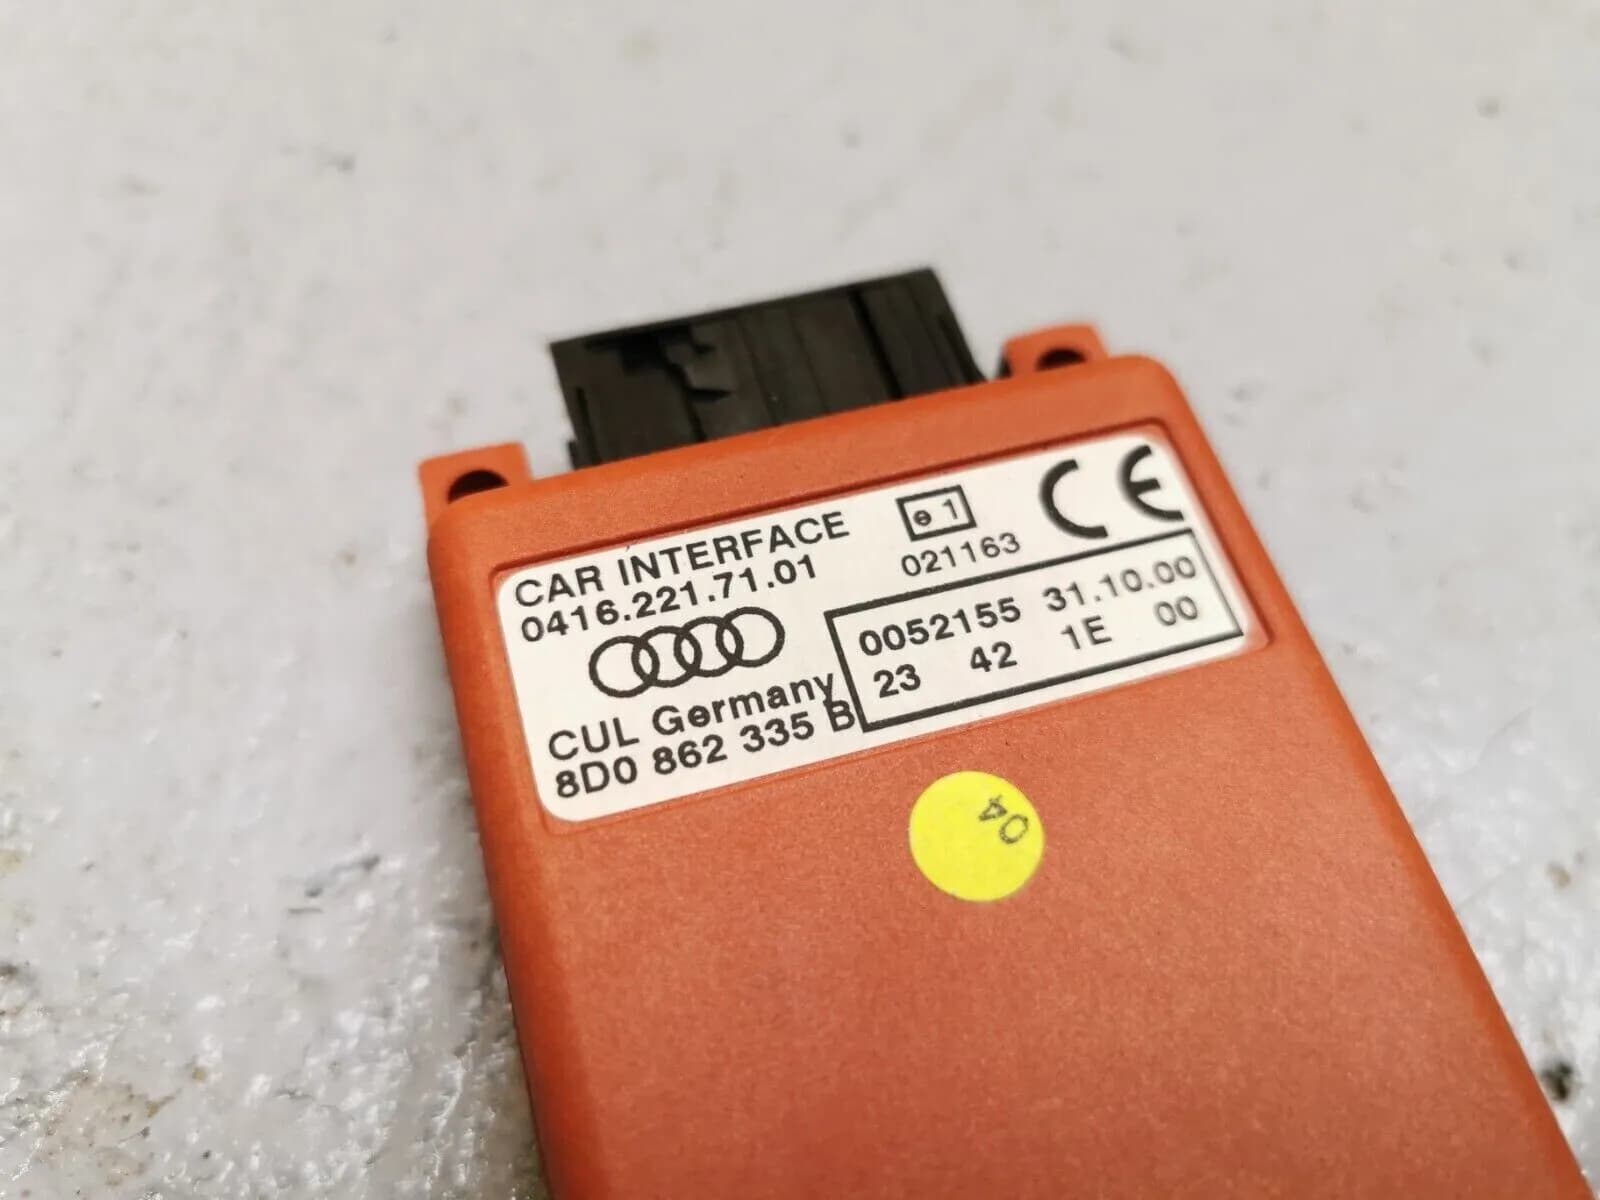 CAR INTERFACE
0416.221.71.01
e 1
021163
CE
0052155 31.10.00
23 42 1E 00
CUL Germany
8D0 862 335 B
04